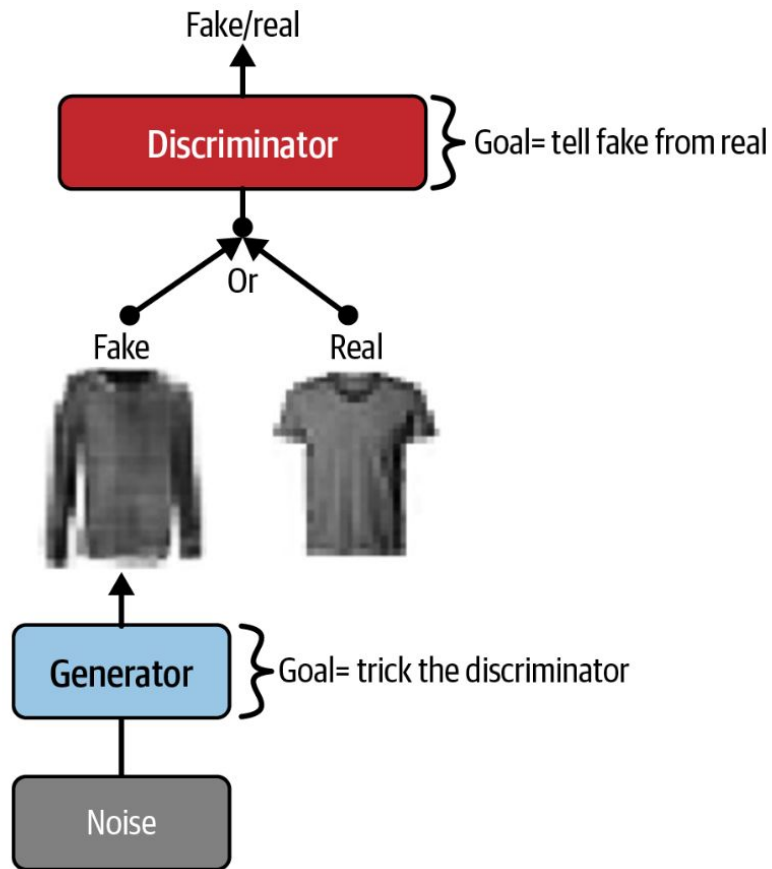 Fake/real
Discriminator
Goal= tell fake from real
Or
Fake
Real
Generator
Goal= trick the discriminator
Noise